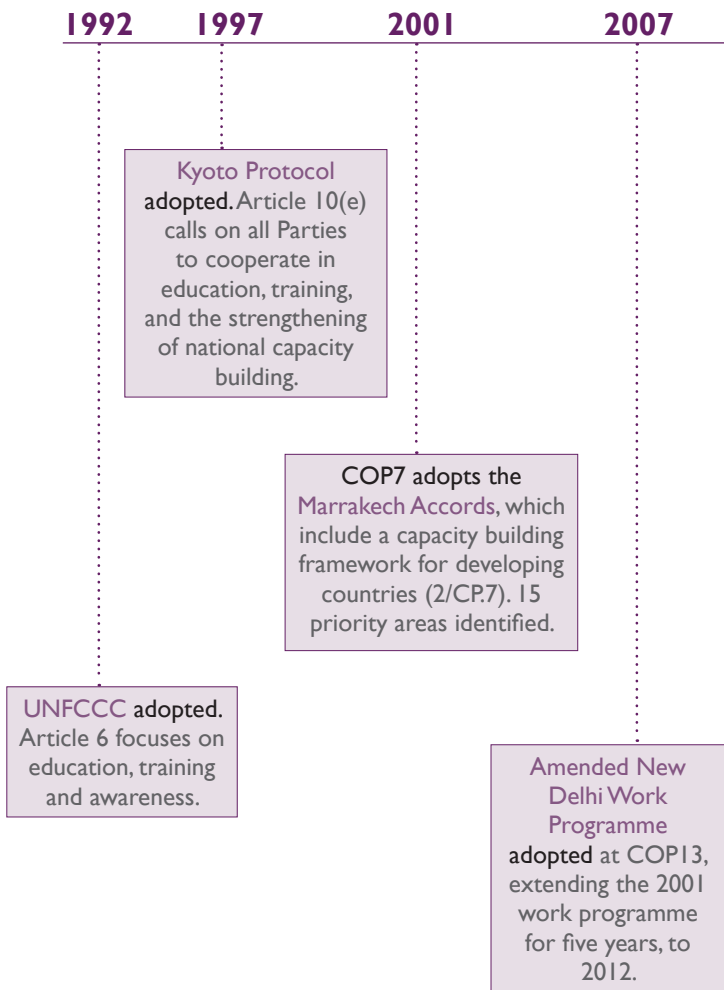 1992 1997 2001 2007
Kyoto Protocol
adopted. Article 10(e)
calls on all Parties
to cooperate in
education, training,
and the strengthening
of national capacity
building.
COP7 adopts the
Marrakech Accords, which
include a capacity building
framework for developing
countries (2/CP.7). 15
priority areas identified.
UNFCCC adopted.
Article 6 focuses on
education, training
and awareness.
Amended New
Delhi Work
Programme
adopted at COP13,
extending the 2001
work programme
for five years, to
2012.